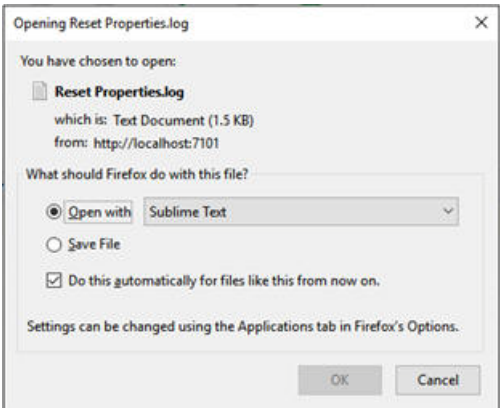 Opening Reset Properties.log
You have chosen to open:
Reset Properties.log
which is: Text Document (1.5 KB)
from: http://localhost:7101
What should Firefox do with this file?
Open with Sublime Text
Save File
Do this automatically for files like this from now on.
Settings can be changed using the Applications tab in Firefox's Options.
OK Cancel